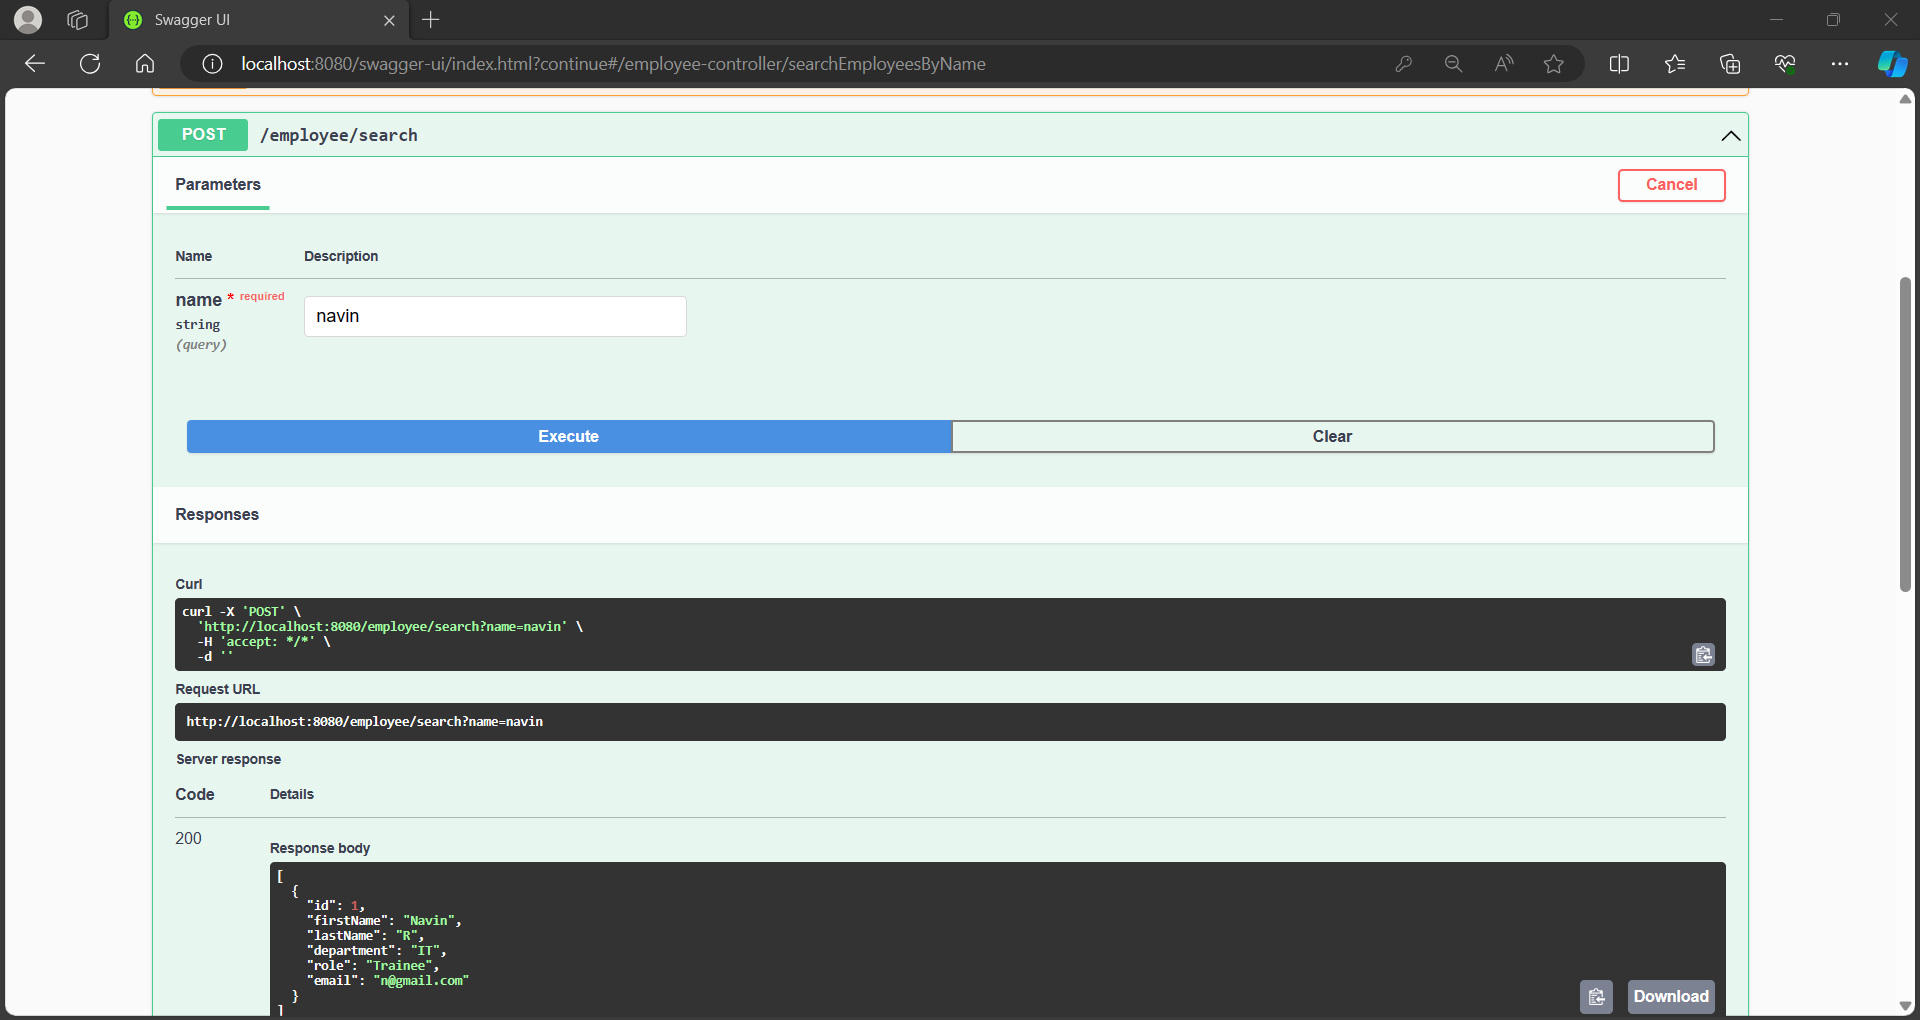 Swagger UI
localhost:8080/swagger-ui/index.html?continue#/employee-controller/searchEmployeesByName
POST /employee/search
Parameters
Cancel
Name Description
name * required
string
(query)
navin
Execute
Clear
Responses
Curl
curl -X 'POST' \
'http://localhost:8080/employee/search?name=navin' \
-H 'accept: */*' \
-d ''
Request URL
http://localhost:8080/employee/search?name=navin
Server response
Code Details
200
Response body
[
{
"id": 1,
"firstName": "Navin",
"lastName": "R",
"department": "IT",
"role": "Trainee",
"email": "n@gmail.com"
}
]
Download